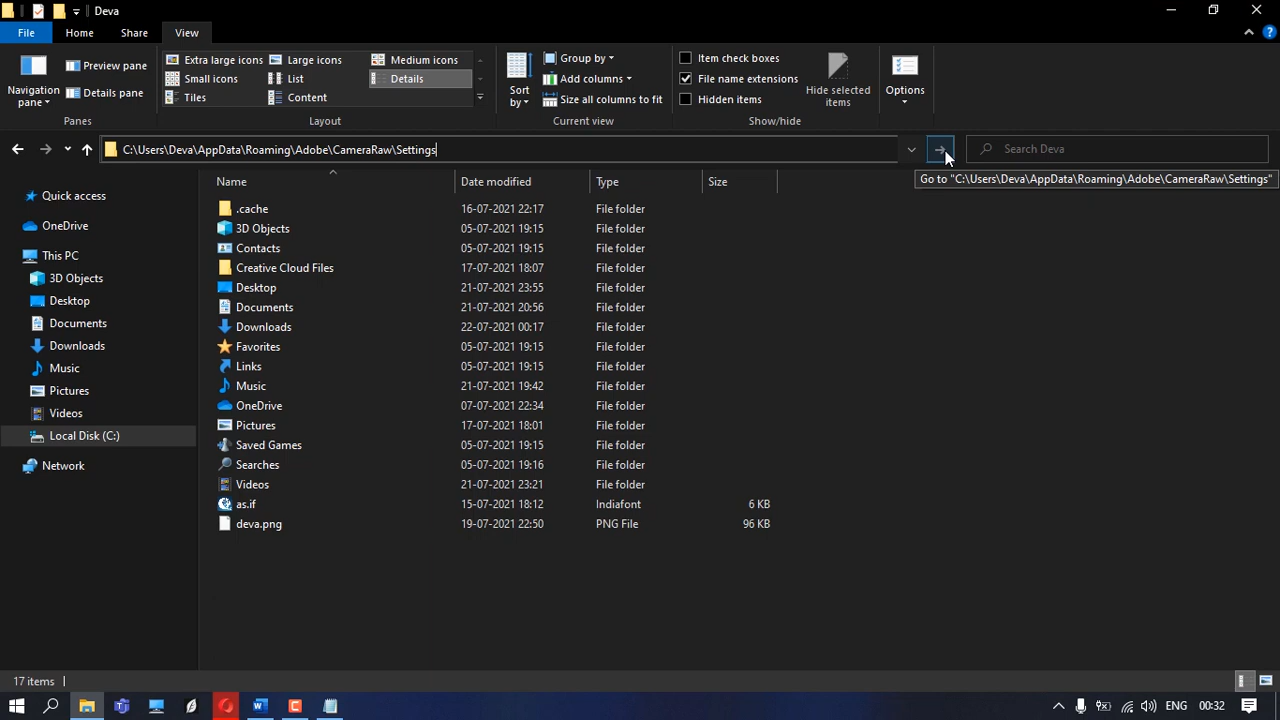 Deva
File Home Share View
Preview pane
Details pane
Navigation pane
Panes
Extra large icons Large icons Medium icons
Small icons List Details
Tiles Content
Layout
Sort by
Group by
Add columns
Size all columns to fit
Current view
Item check boxes
File name extensions
Hidden items
Hide selected items
Show/hide
Options
C:\Users\Deva\AppData\Roaming\Adobe\CameraRaw\Settings
Search Deva
Go to "C:\Users\Deva\AppData\Roaming\Adobe\CameraRaw\Settings"
Quick access
OneDrive
This PC
3D Objects
Desktop
Documents
Downloads
Music
Pictures
Videos
Local Disk (C:)
Network
Name Date modified Type Size
.cache 16-07-2021 22:17 File folder
3D Objects 05-07-2021 19:15 File folder
Contacts 05-07-2021 19:15 File folder
Creative Cloud Files 17-07-2021 18:07 File folder
Desktop 21-07-2021 23:55 File folder
Documents 21-07-2021 20:56 File folder
Downloads 22-07-2021 00:17 File folder
Favorites 05-07-2021 19:15 File folder
Links 05-07-2021 19:15 File folder
Music 21-07-2021 19:42 File folder
OneDrive 07-07-2021 22:34 File folder
Pictures 17-07-2021 18:01 File folder
Saved Games 05-07-2021 19:15 File folder
Searches 05-07-2021 19:16 File folder
Videos 21-07-2021 23:21 File folder
as.if 15-07-2021 18:12 Indiafont 6 KB
deva.png 19-07-2021 22:50 PNG File 96 KB
17 items
ENG 00:32